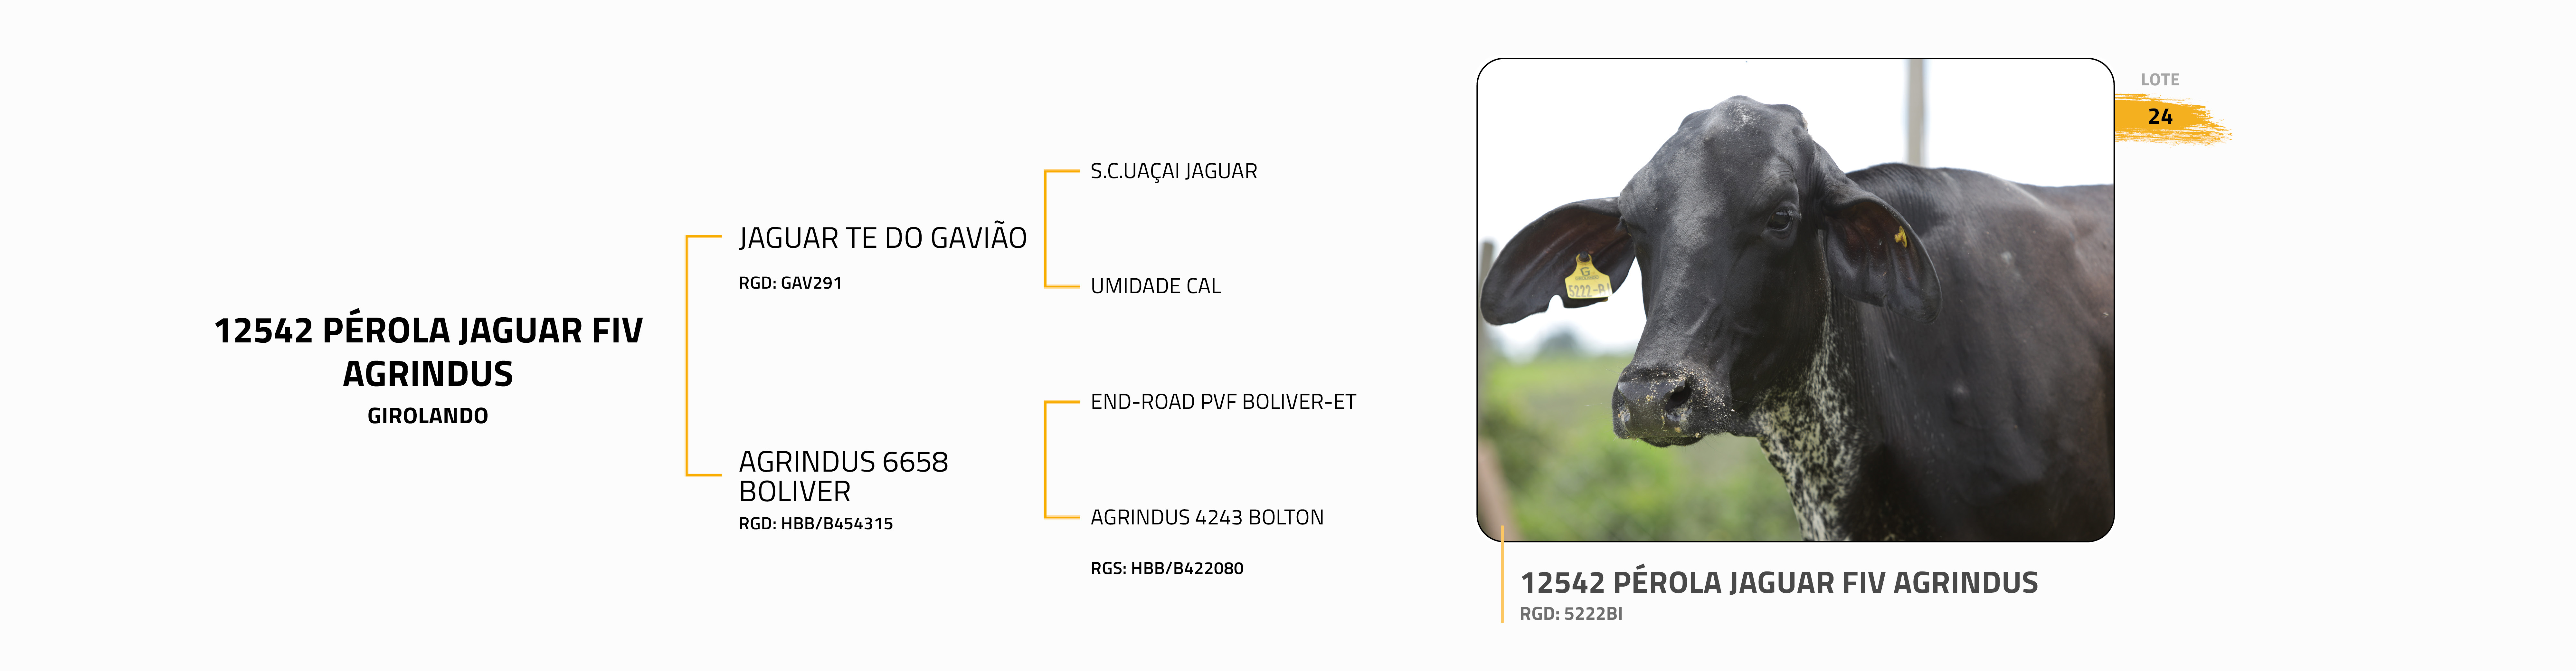 12542 PÉROLA JAGUAR FIV
AGRINDUS
GIROLANDO
JAGUAR TE DO GAVIÃO
RGD: GAV291
AGRINDUS 6658
BOLIVER
RGD: HBB/B454315
S.C.UAÇAI JAGUAR
UMIDADE CAL
END-ROAD PVF BOLIVER-ET
AGRINDUS 4243 BOLTON
RGS: HBB/B422080
G
5222-BI
LOTE
24
12542 PÉROLA JAGUAR FIV AGRINDUS
RGD: 5222BI